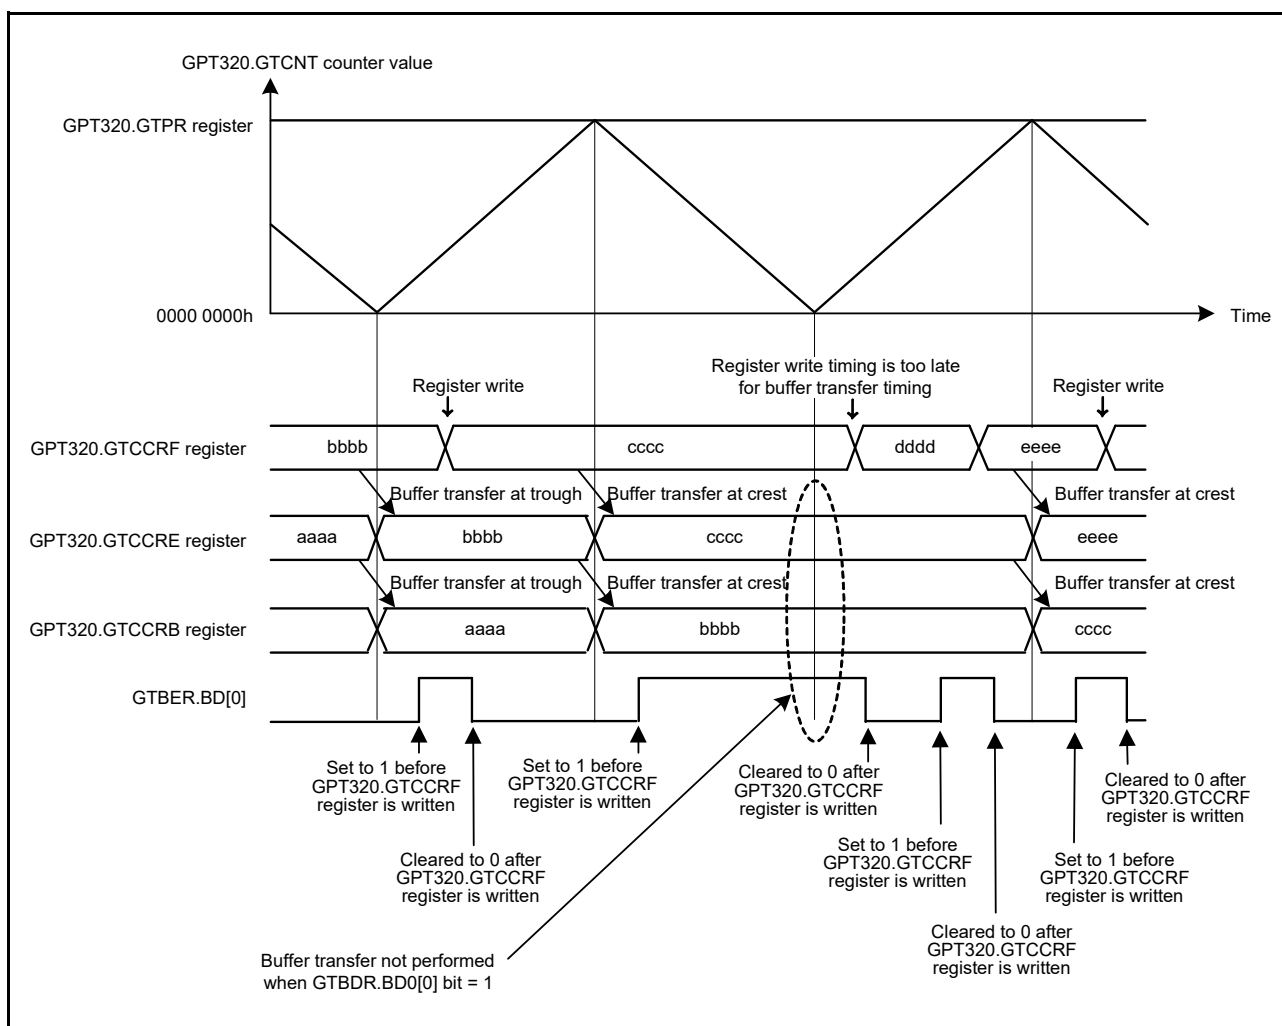 GPT320.GTCNT counter value
GPT320.GTPR register
0000 0000h
Time
Register write timing is too late
for buffer transfer timing
Register write
Register write
GPT320.GTCCRF register
bbbb
cccc
dddd
eeee
Buffer transfer at trough
Buffer transfer at crest
Buffer transfer at crest
GPT320.GTCCRE register
aaaa
bbbb
cccc
eeee
Buffer transfer at trough
Buffer transfer at crest
Buffer transfer at crest
GPT320.GTCCRB register
aaaa
bbbb
cccc
GTBER.BD[0]
Set to 1 before
GPT320.GTCCRF
register is written
Set to 1 before
GPT320.GTCCRF
register is written
Cleared to 0 after
GPT320.GTCCRF
register is written
Cleared to 0 after
GPT320.GTCCRF
register is written
Cleared to 0 after
GPT320.GTCCRF
register is written
Set to 1 before
GPT320.GTCCRF
register is written
Set to 1 before
GPT320.GTCCRF
register is written
Cleared to 0 after
GPT320.GTCCRF
register is written
Buffer transfer not performed
when GTBDR.BD0[0] bit = 1